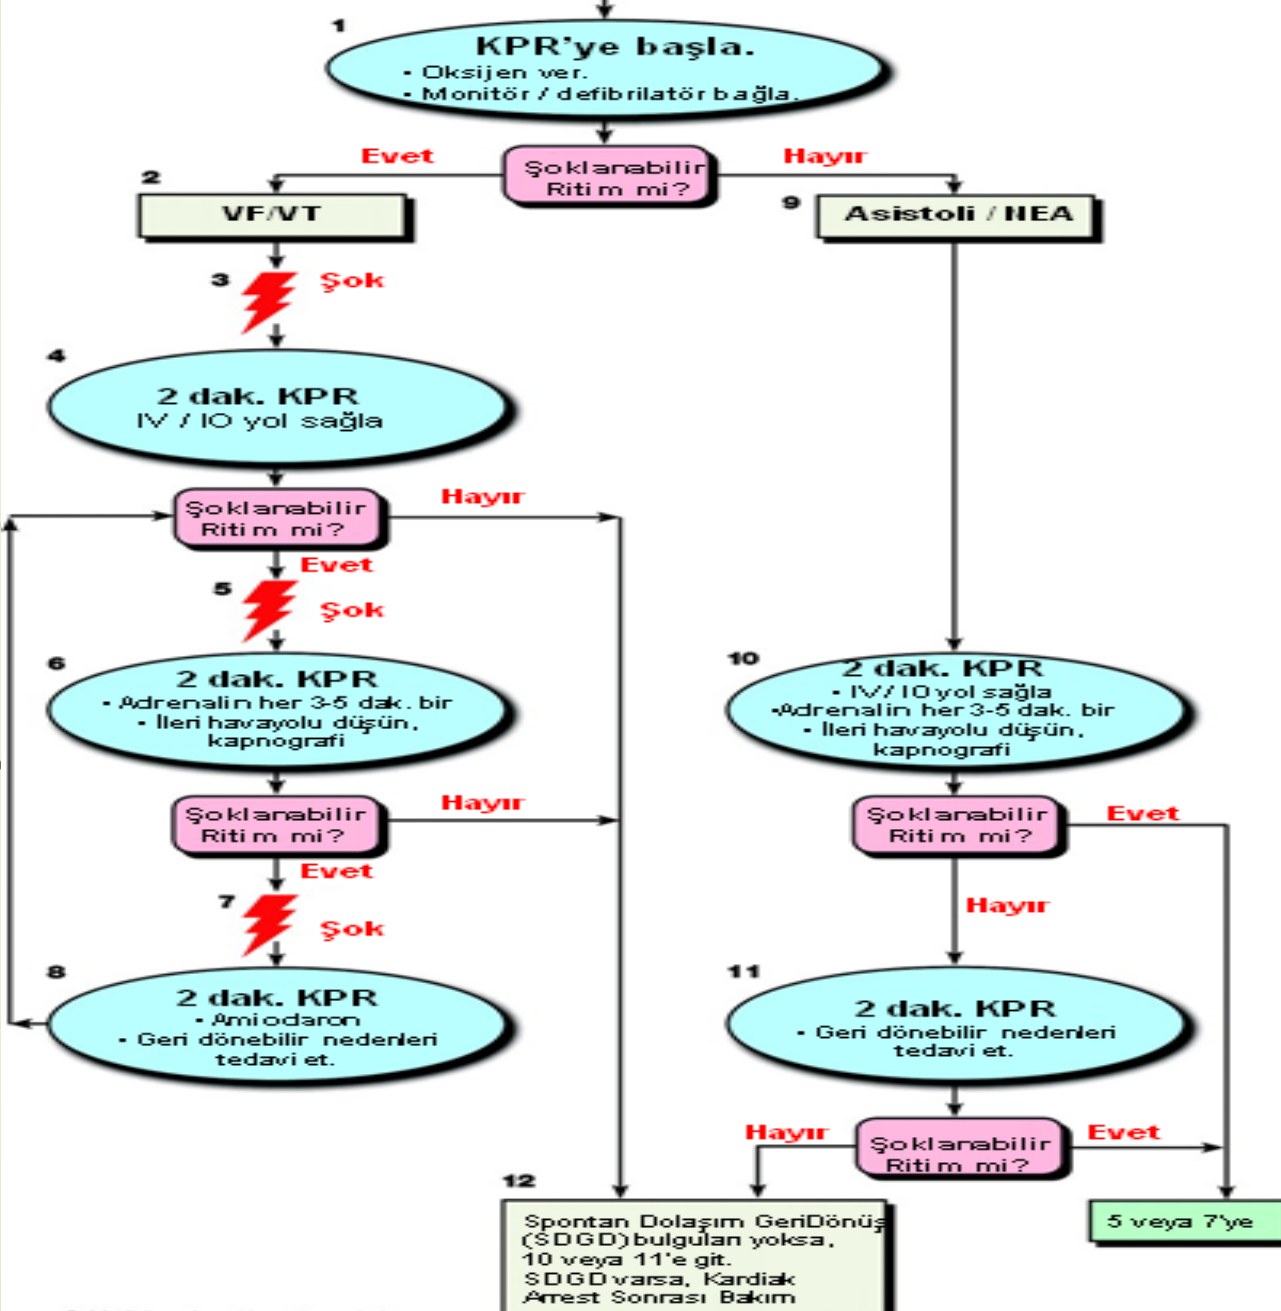 1
KPR'ye başla.
• Oksijen ver.
• Monitör / defibrilatör bağla.
Evet
Şoklanabilir
Ritim mi?
Hayır
2
VF/VT
9
Asistoli / NEA
3
Şok
4
2 dak. KPR
IV / IO yol sağla
Şoklanabilir
Ritim mi?
Hayır
Evet
5
Şok
6
2 dak. KPR
• Adrenalin her 3-5 dak. bir
• İleri havayolu düşün,
kapnografi
10
2 dak. KPR
• IV/ IO yol sağla
•Adrenalin her 3-5 dak. bir
• İleri havayolu düşün,
kapnografi
Şoklanabilir
Ritim mi?
Hayır
Evet
Şoklanabilir
Ritim mi?
Evet
Hayır
7
Şok
8
2 dak. KPR
• Amiodaron
• Geri dönebilir nedenleri
tedavi et.
11
2 dak. KPR
• Geri dönebilir nedenleri
tedavi et.
Hayır
Şoklanabilir
Ritim mi?
Evet
12
Spontan Dolaşım GeriDönüş
(SDGD)bulguları yoksa,
10 veya 11'e git.
SDGD varsa, Kardiak
Arrest Sonrası Bakım
5 veya 7'ye